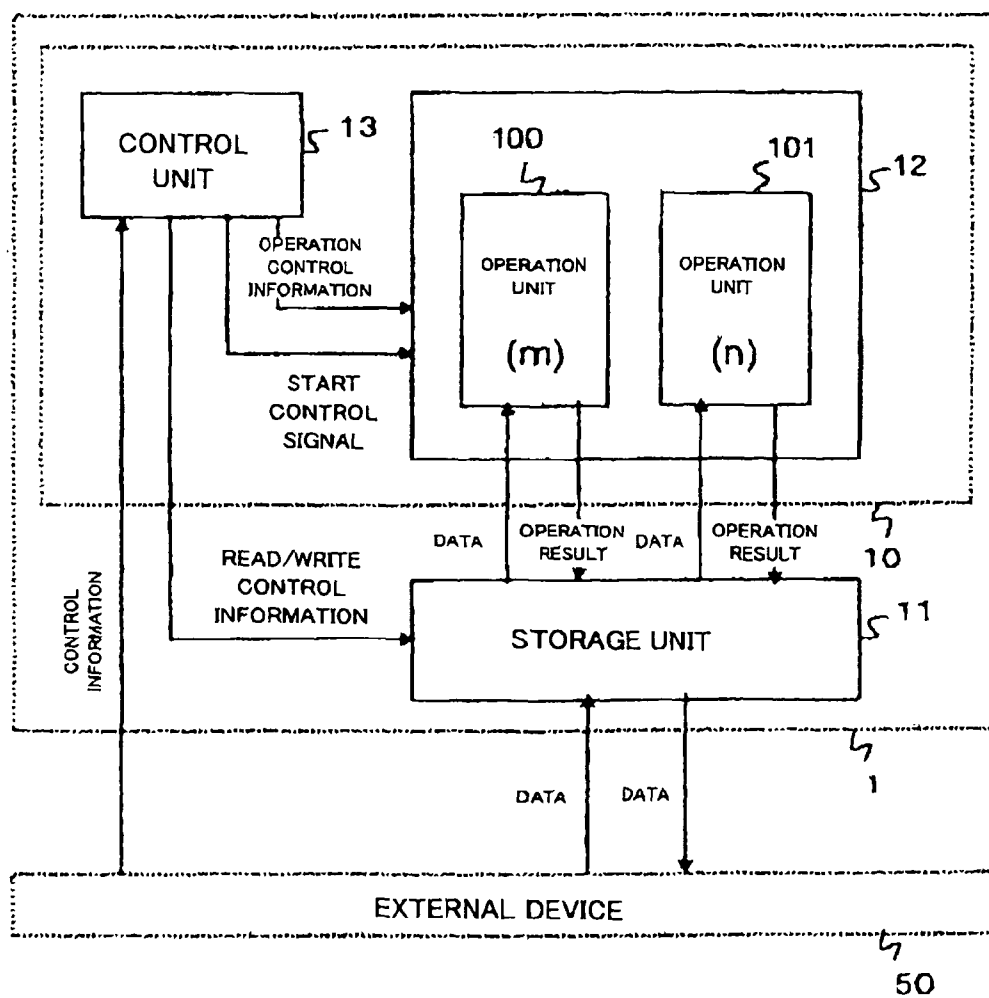 CONTROL
UNIT
13
100
101
12
OPERATION
UNIT
(m)
OPERATION
UNIT
(n)
OPERATION
CONTROL
INFORMATION
START
CONTROL
SIGNAL
10
DATA
OPERATION
RESULT
DATA
OPERATION
RESULT
READ/WRITE
CONTROL
INFORMATION
CONTROL
INFORMATION
STORAGE UNIT
11
1
DATA
DATA
EXTERNAL DEVICE
50